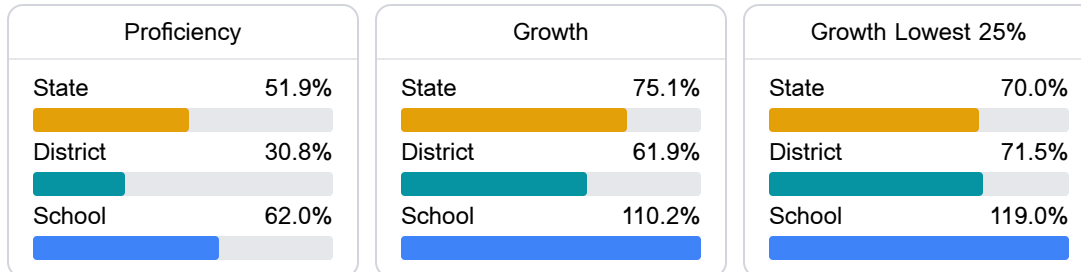 Proficiency
State 51.9%
District 30.8%
School 62.0%
Growth
State 75.1%
District 61.9%
School 110.2%
Growth Lowest 25%
State 70.0%
District 71.5%
School 119.0%